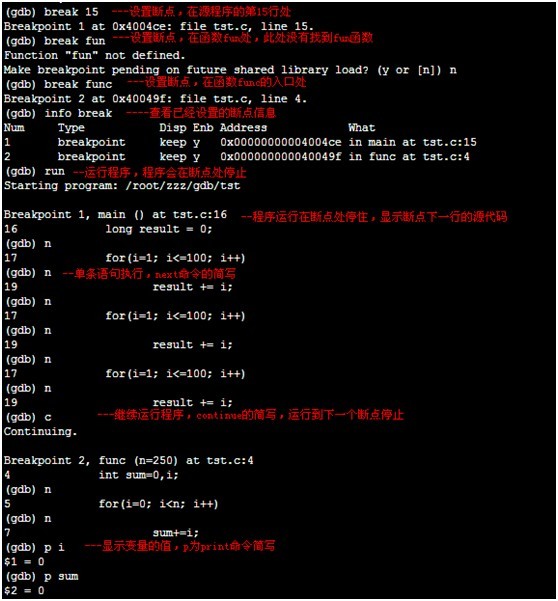 (gdb) break 15 ---设置断点，在源程序的第15行处
Breakpoint 1 at 0x4004ce: file tst.c, line 15.
(gdb) break fun ---设置断点，在函数fun处，此处没有找到fun函数
Function "fun" not defined.
Make breakpoint pending on future shared library load? (y or [n]) n
(gdb) break func ---设置断点，在函数func的入口处
Breakpoint 2 at 0x40049f: file tst.c, line 4.
(gdb) info break ----查看已经设置的断点信息
Num Type Disp Enb Address What
1 breakpoint keep y 0x00000000004004ce in main at tst.c:15
2 breakpoint keep y 0x000000000040049f in func at tst.c:4
(gdb) run --运行程序，程序会在断点处停止
Starting program: /root/zzz/gdb/tst
Breakpoint 1, main () at tst.c:16 --程序运行在断点处停住，显示断点下一行的源代码
16 long result = 0;
(gdb) n
17 for(i=1; i<=100; i++)
(gdb) n --单条语句执行，next命令的简写
19 result += i;
(gdb) n
17 for(i=1; i<=100; i++)
(gdb) n
19 result += i;
(gdb) n
17 for(i=1; i<=100; i++)
(gdb) n
19 result += i;
(gdb) c ---继续运行程序，continue的简写，运行到下一个断点停止
Continuing.
Breakpoint 2, func (n=250) at tst.c:4
4 int sum=0,i;
(gdb) n
5 for(i=0; i<n; i++)
(gdb) n
7 sum+=i;
(gdb) p i ---显示变量的值，p为print命令简写
$1 = 0
(gdb) p sum
$2 = 0